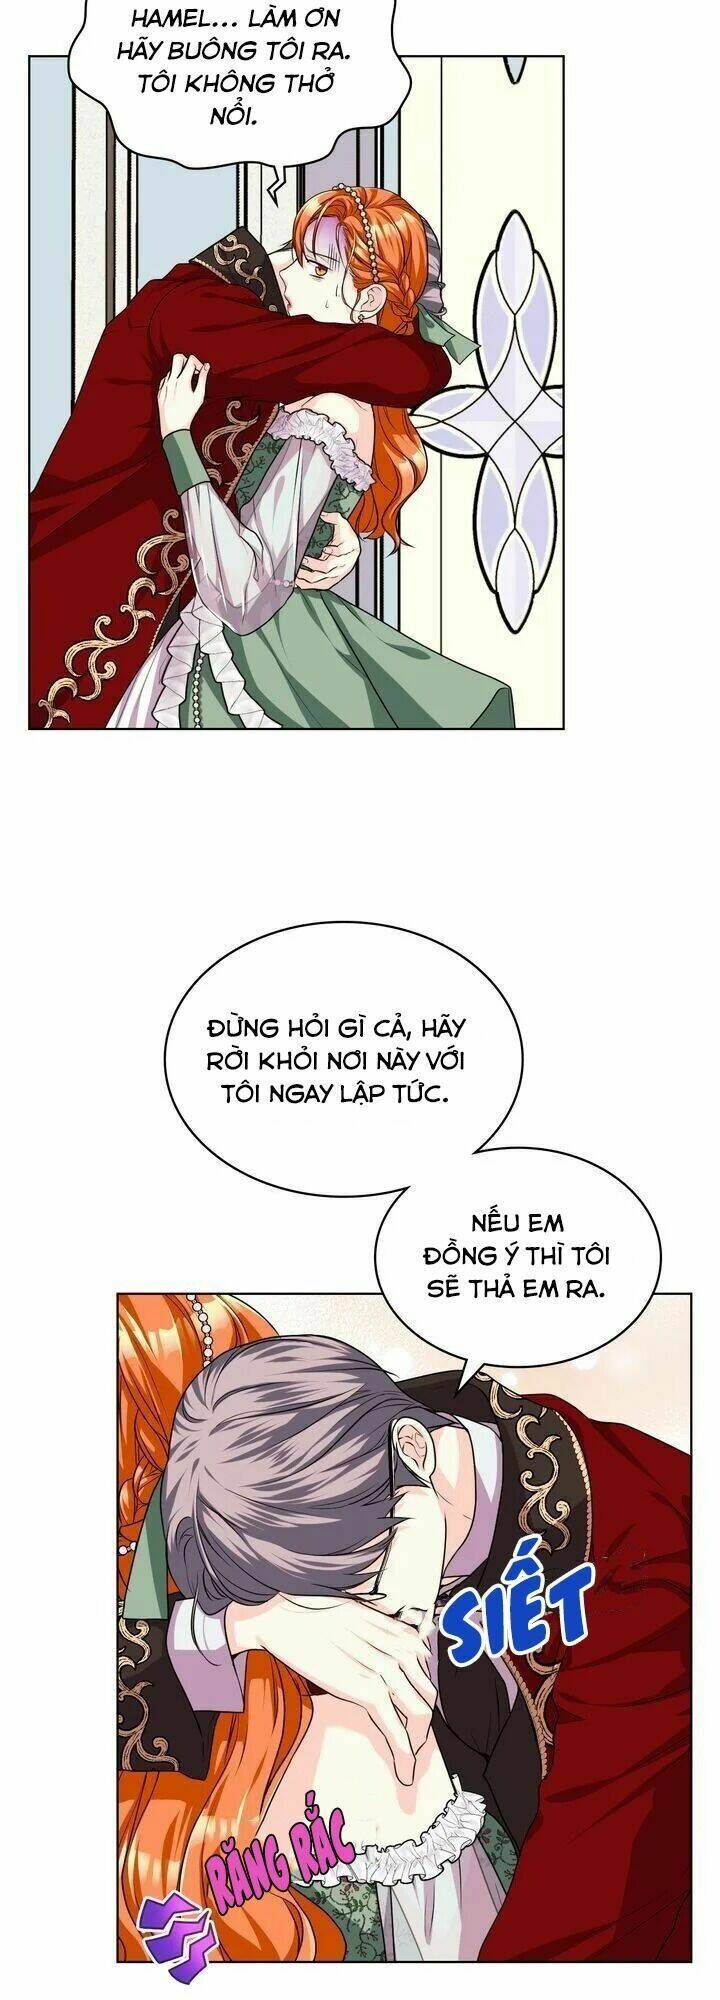 HAMEL... LÀM ƠN
HÃY BUÔNG TÔI RA.
TÔI KHÔNG THỞ
NỔI.
ĐỪNG HỎI GÌ CẢ, HÃY
RỜI KHỎI NƠI NÀY VỚI
TÔI NGAY LẬP TỨC.
NẾU EM
ĐỒNG Ý THÌ TÔI
SẼ THẢ EM RA.
SIẾT
RĂNG RẮC